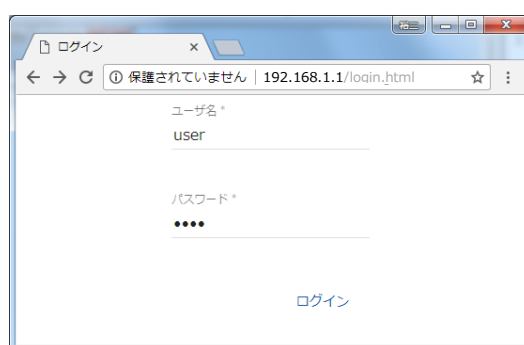 ログイン
保護されていません | 192.168.1.1/login.html
ユーザ名 *
user
パスワード *
••••
ログイン